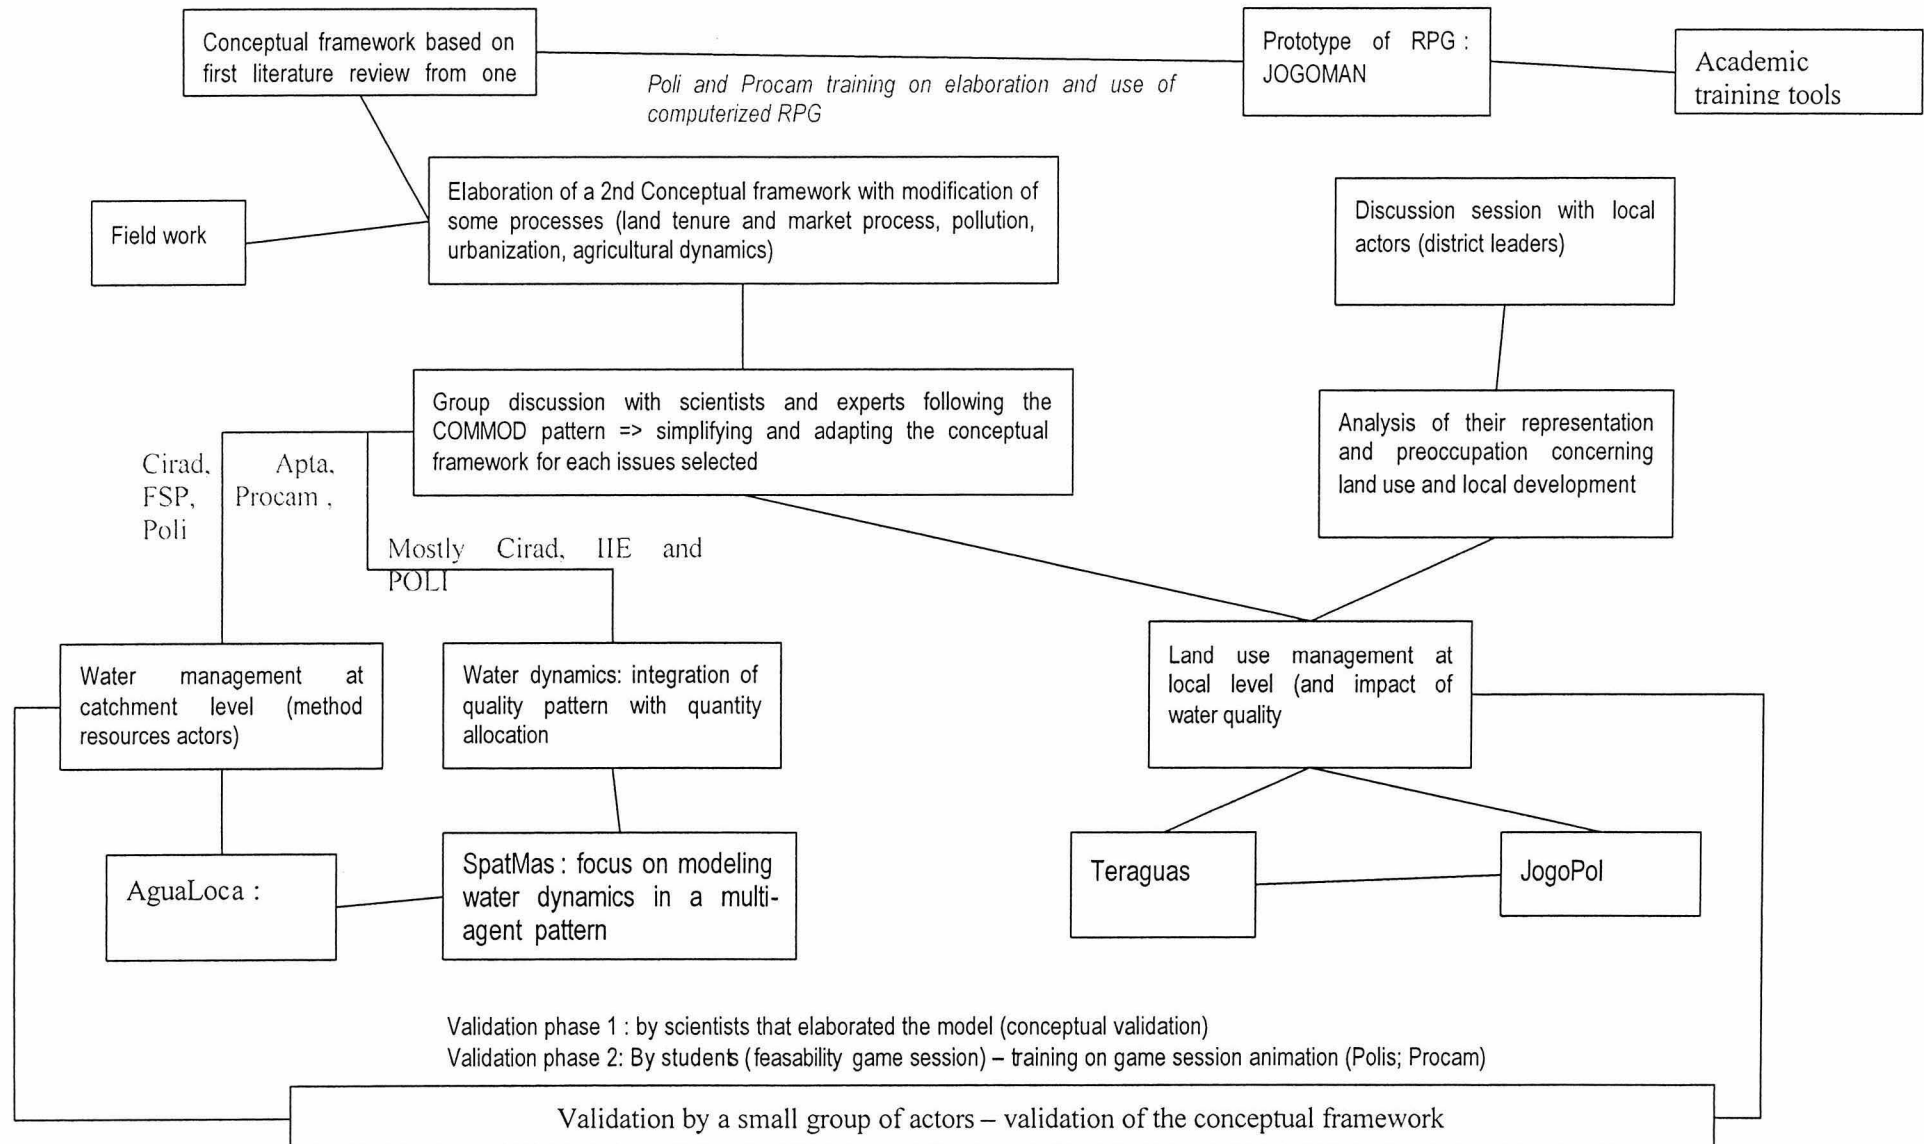 Conceptual framework based on
first literature review from one
Prototype of RPG :
JOGOMAN
Academic
training tools
Poli and Procam training on elaboration and use of
computerized RPG
Field work
Elaboration of a 2nd Conceptual framework with modification of
some processes (land tenure and market process, pollution,
urbanization, agricultural dynamics)
Discussion session with local
actors (district leaders)
Group discussion with scientists and experts following the
COMMOD pattern => simplifying and adapting the conceptual
framework for each issues selected
Analysis of their representation
and preoccupation concerning
land use and local development
Cirad, Apta,
FSP, Procam ,
Poli
Mostly Cirad, IIE and
POLI
Water management at
catchment level (method
resources actors)
Water dynamics: integration of
quality pattern with quantity
allocation
Land use management at
local level (and impact of
water quality
AguaLoca :
SpatMas : focus on modeling
water dynamics in a multi-
agent pattern
Teraguas
JogoPol
Validation phase 1 : by scientists that elaborated the model (conceptual validation)
Validation phase 2: By students (feasability game session) – training on game session animation (Polis; Procam)
Validation by a small group of actors – validation of the conceptual framework